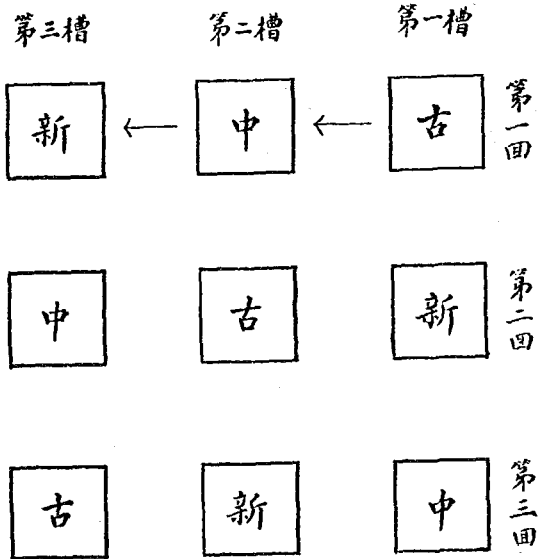 第一槽 第二槽 第三槽
第一回 古 中 新
第二回 新 古 中
第三回 中 新 古